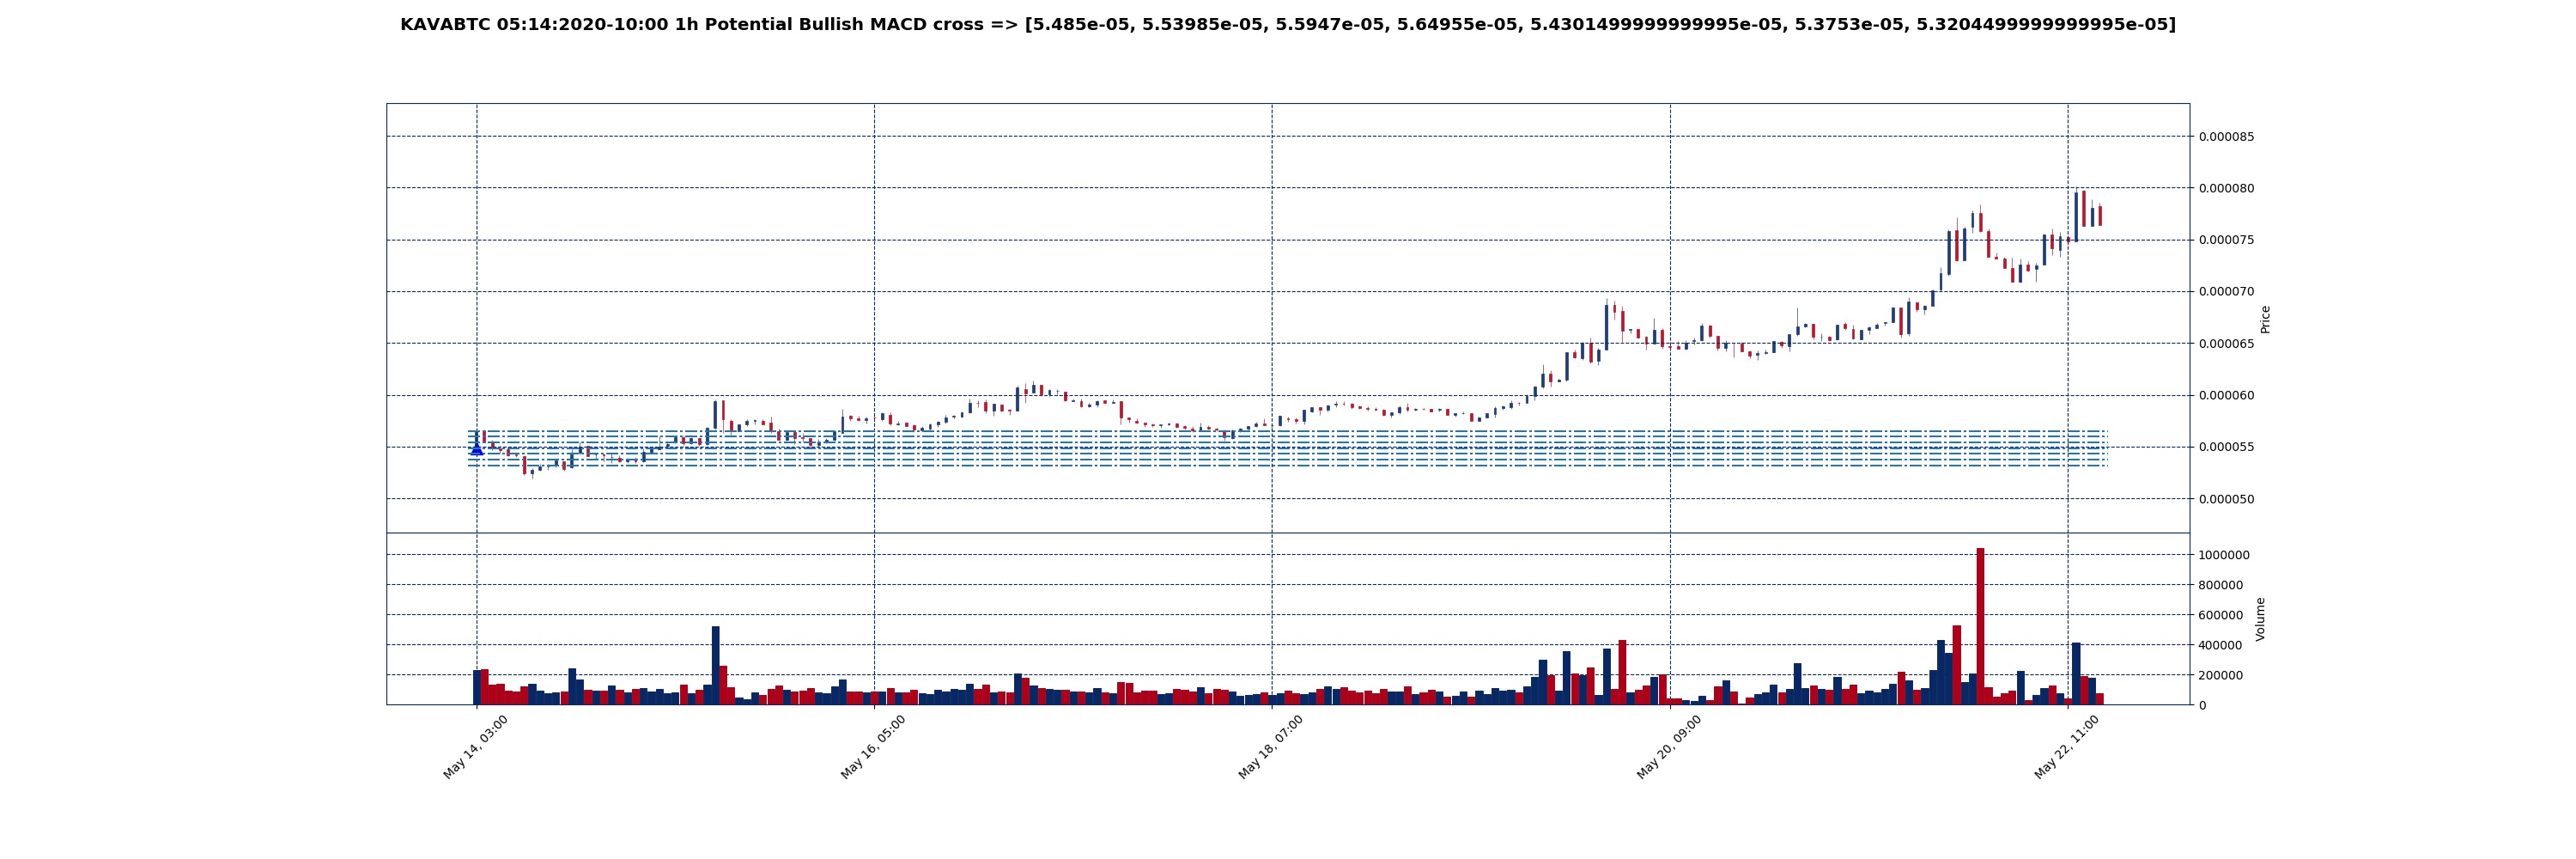 KAVABTC 05:14:2020-10:00 1h Potential Bullish MACD cross => [5.485e-05, 5.53985e-05, 5.5947e-05, 5.64955e-05, 5.4301499999999995e-05, 5.3753e-05, 5.3204499999999995e-05]
0.000085
0.000080
0.000075
0.000070
0.000065
0.000060
0.000055
0.000050
Price
1000000
800000
600000
400000
200000
0
Volume
May 14, 03:00
May 16, 05:00
May 18, 07:00
May 20, 09:00
May 22, 11:00